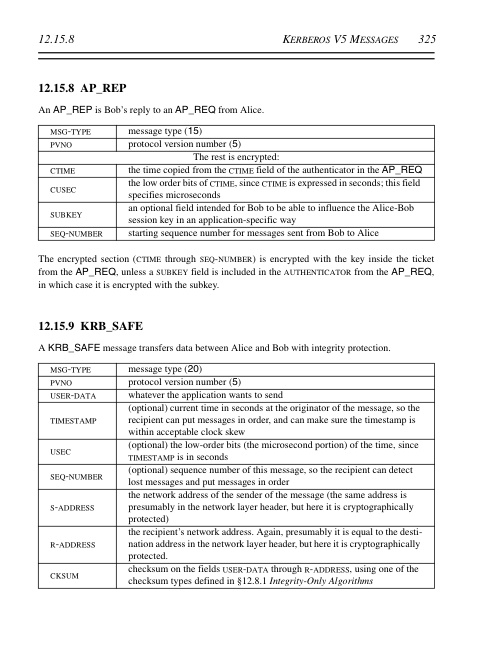 12.15.8 KERBEROS V5 MESSAGES 325
12.15.8 AP_REP
An AP_REP is Bob's reply to an AP_REQ from Alice.
MSG-TYPE message type (15)
PVNO protocol version number (5)
The rest is encrypted:
CTIME the time copied from the CTIME field of the authenticator in the AP_REQ
CUSEC the low order bits of CTIME, since CTIME is expressed in seconds; this field
specifies microseconds
SUBKEY an optional field intended for Bob to be able to influence the Alice-Bob
session key in an application-specific way
SEQ-NUMBER starting sequence number for messages sent from Bob to Alice
The encrypted section (CTIME through SEQ-NUMBER) is encrypted with the key inside the ticket
from the AP_REQ, unless a SUBKEY field is included in the AUTHENTICATOR from the AP_REQ,
in which case it is encrypted with the subkey.
12.15.9 KRB_SAFE
A KRB_SAFE message transfers data between Alice and Bob with integrity protection.
MSG-TYPE message type (20)
PVNO protocol version number (5)
USER-DATA whatever the application wants to send
TIMESTAMP (optional) current time in seconds at the originator of the message, so the
recipient can put messages in order, and can make sure the timestamp is
within acceptable clock skew
USEC (optional) the low-order bits (the microsecond portion) of the time, since
TIMESTAMP is in seconds
SEQ-NUMBER (optional) sequence number of this message, so the recipient can detect
lost messages and put messages in order
S-ADDRESS the network address of the sender of the message (the same address is
presumably in the network layer header, but here it is cryptographically
protected)
R-ADDRESS the recipient's network address. Again, presumably it is equal to the desti-
nation address in the network layer header, but here it is cryptographically
protected.
CKSUM checksum on the fields USER-DATA through R-ADDRESS, using one of the
checksum types defined in §12.8.1 Integrity-Only Algorithms